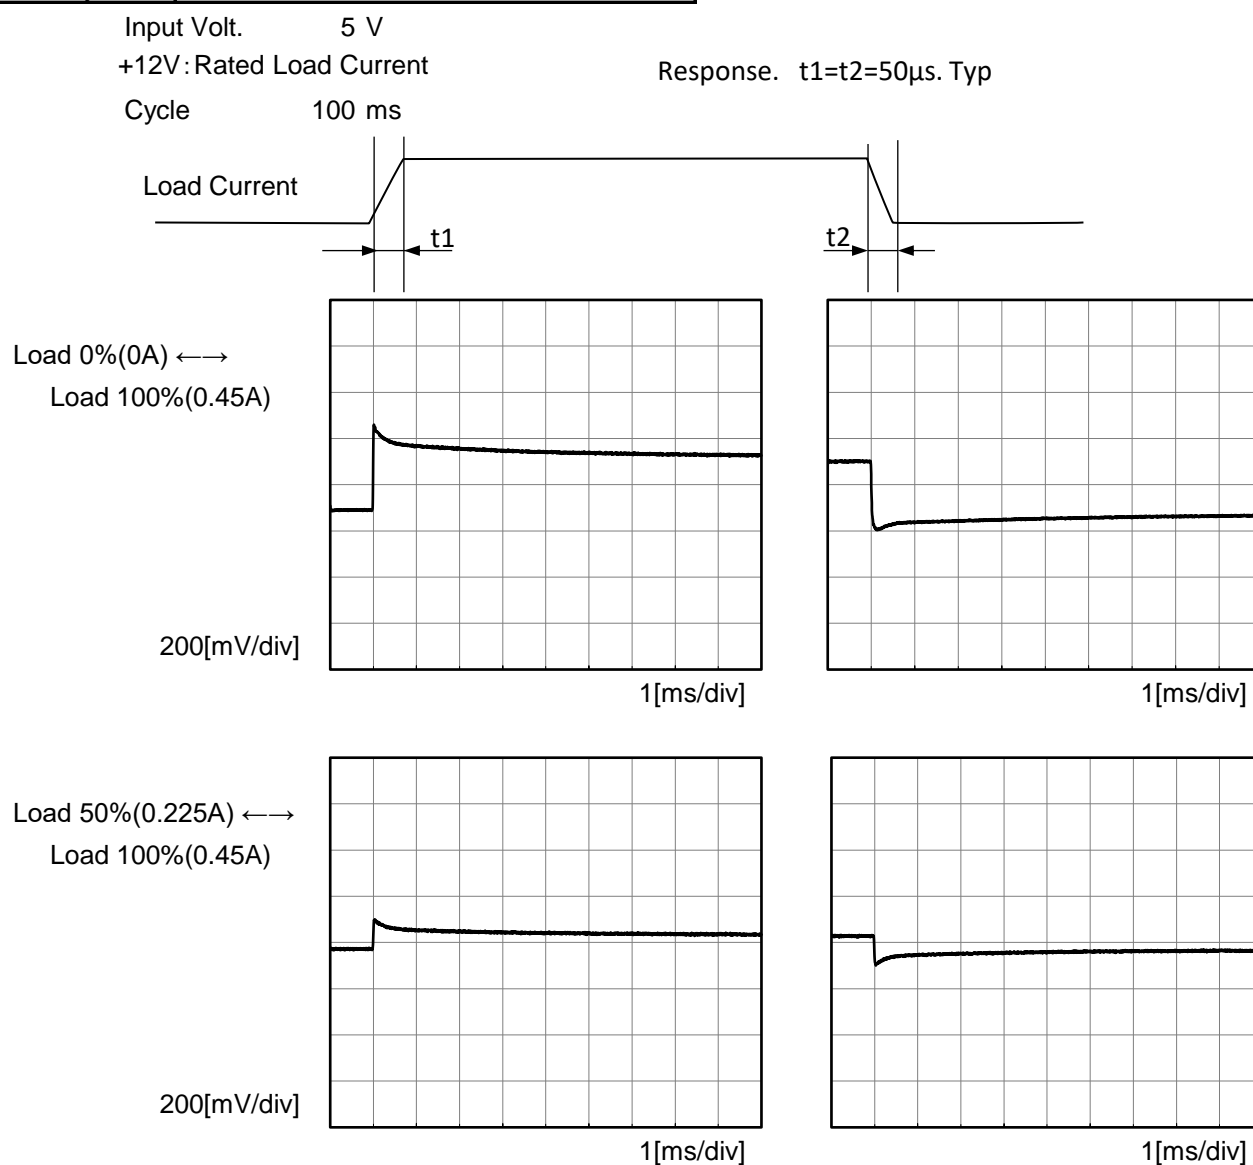 Input Volt. 5 V
+12V:Rated Load Current
Response. t1=t2=50μs. Typ
Cycle 100 ms
Load Current
t1
t2
Load 0%(0A) ←→
Load 100%(0.45A)
200[mV/div]
1[ms/div]
1[ms/div]
Load 50%(0.225A) ←→
Load 100%(0.45A)
200[mV/div]
1[ms/div]
1[ms/div]